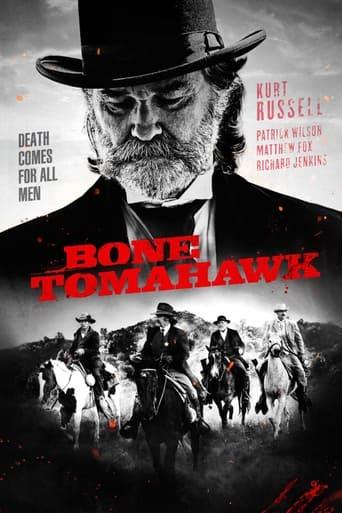 KURT
RUSSELL
PATRICK WILSON
MATTHEW FOX
RICHARD JENKINS
DEATH
COMES
FOR ALL
MEN
BONE
TOMAHAWK